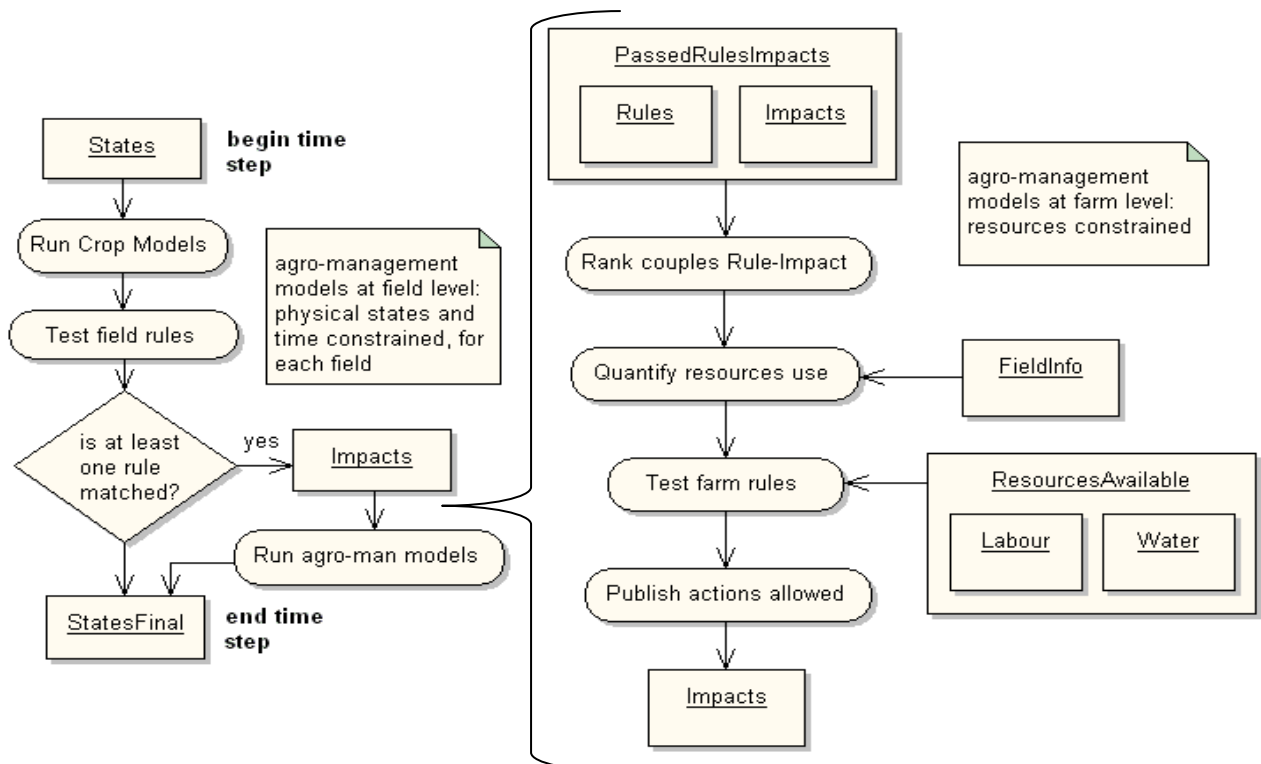 States
begin time
step
Run Crop Models
Test field rules
is at least
one rule
matched?
yes
Impacts
Run agro-man models
StatesFinal
end time
step
agro-management
models at field level:
physical states and
time constrained, for
each field
PassedRulesImpacts
Rules
Impacts
Rank couples Rule-Impact
Quantify resources use
FieldInfo
Test farm rules
ResourcesAvailable
Labour
Water
Publish actions allowed
Impacts
agro-management
models at farm level:
resources constrained